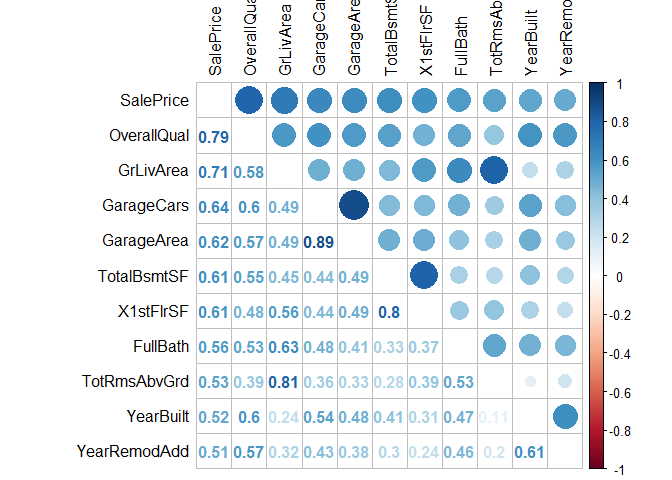 SalePrice
OverallQua
GrLivArea
GarageCars
GarageArea
TotalBsmtS
X1stFlrSF
FullBath
TotRmsAb
YearBuilt
YearRemo
SalePrice
OverallQual 0.79
GrLivArea 0.71 0.58
GarageCars 0.64 0.6 0.49
GarageArea 0.62 0.57 0.49 0.89
TotalBsmtSF 0.61 0.55 0.45 0.44 0.49
X1stFlrSF 0.61 0.48 0.56 0.44 0.49 0.8
FullBath 0.56 0.53 0.63 0.48 0.41 0.33 0.37
TotRmsAbvGrd 0.53 0.39 0.81 0.36 0.33 0.28 0.39 0.53
YearBuilt 0.52 0.6 0.24 0.54 0.48 0.41 0.31 0.47 0.11
YearRemodAdd 0.51 0.57 0.32 0.43 0.38 0.3 0.24 0.46 0.2 0.61
1
0.8
0.6
0.4
0.2
0
-0.2
-0.4
-0.6
-0.8
-1